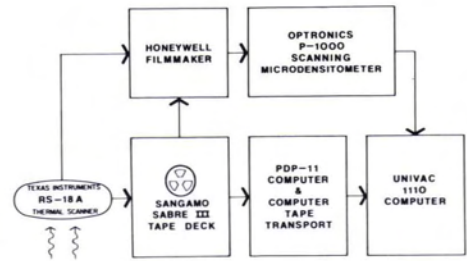 HONEYWELL
FILMMAKER
OPTRONICS
P-1000
SCANNING
MICRODENSITOMETER
TEXAS INSTRUMENTS
RS-18A
THERMAL SCANNER
SANGAMO
SABRE III
TAPE DECK
PDP-11
COMPUTER
&
COMPUTER
TAPE
TRANSPORT
UNIVAC
1110
COMPUTER